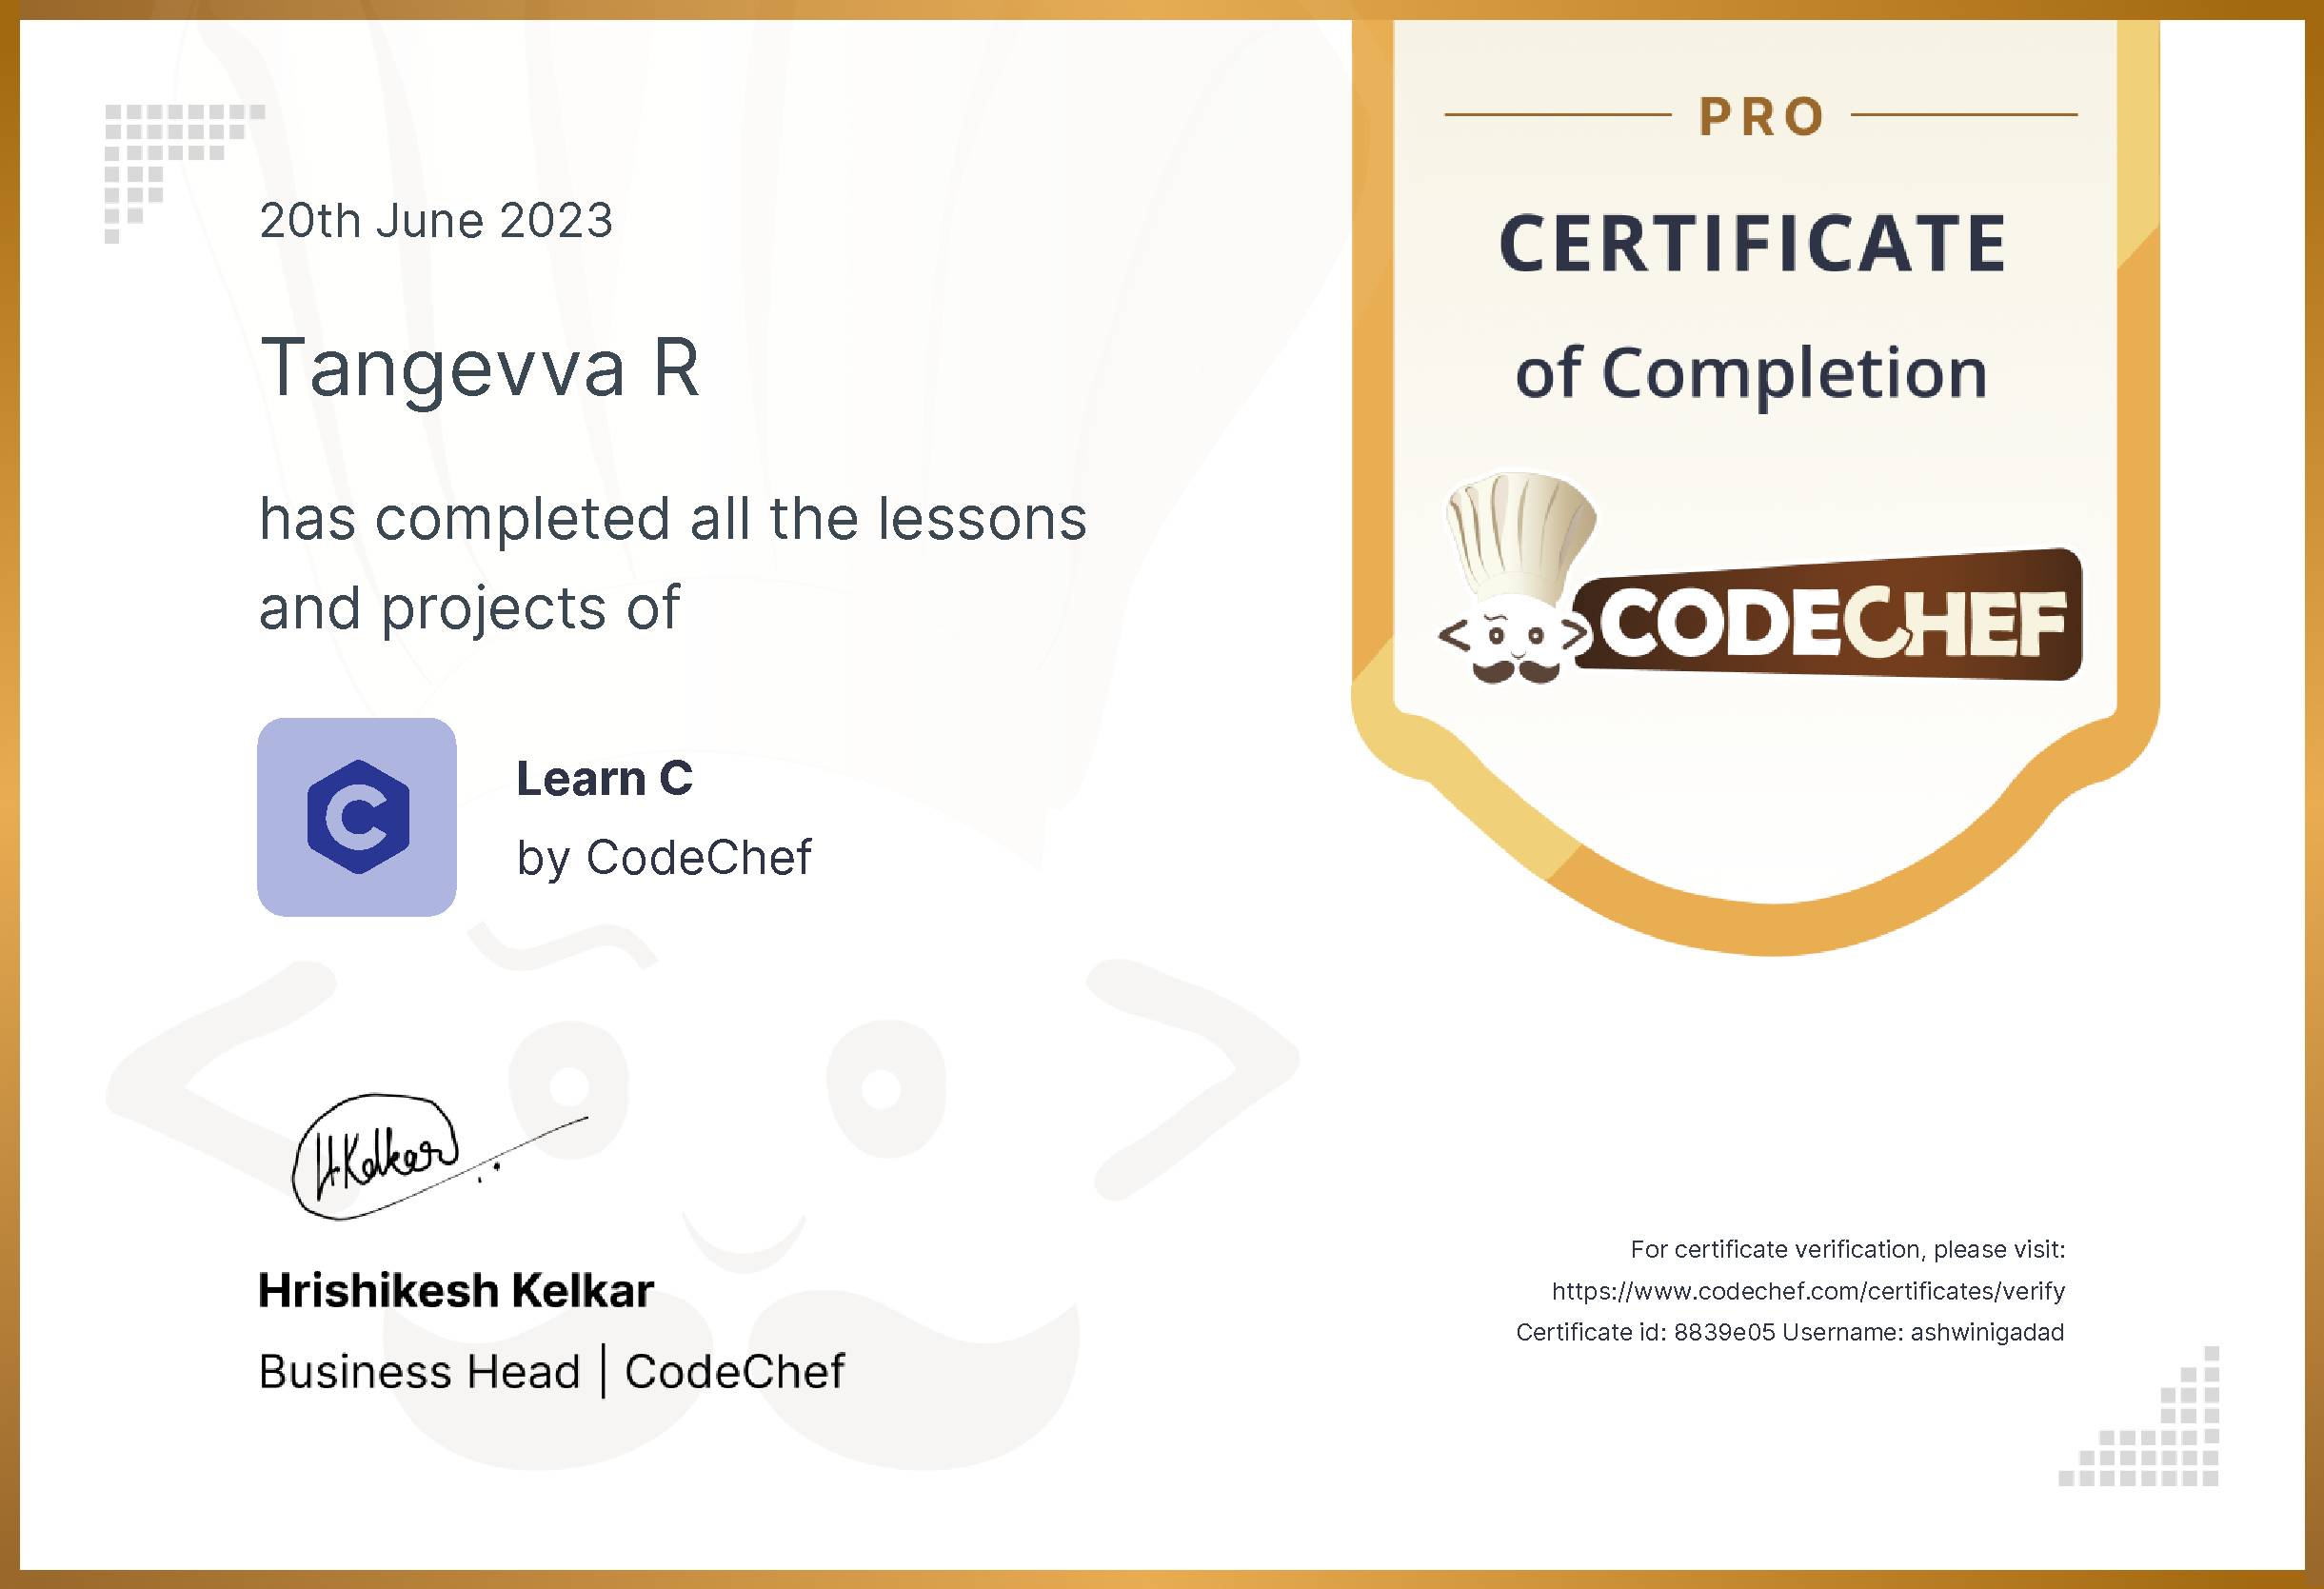 20th June 2023
Tangevva R
has completed all the lessons
and projects of
C
Learn C
by CodeChef
HKelkar
Hrishikesh Kelkar
Business Head | CodeChef
PRO
CERTIFICATE
of Completion
CODECHEF
For certificate verification, please visit:
https://www.codechef.com/certificates/verify
Certificate id: 8839e05 Username: ashwinigadad